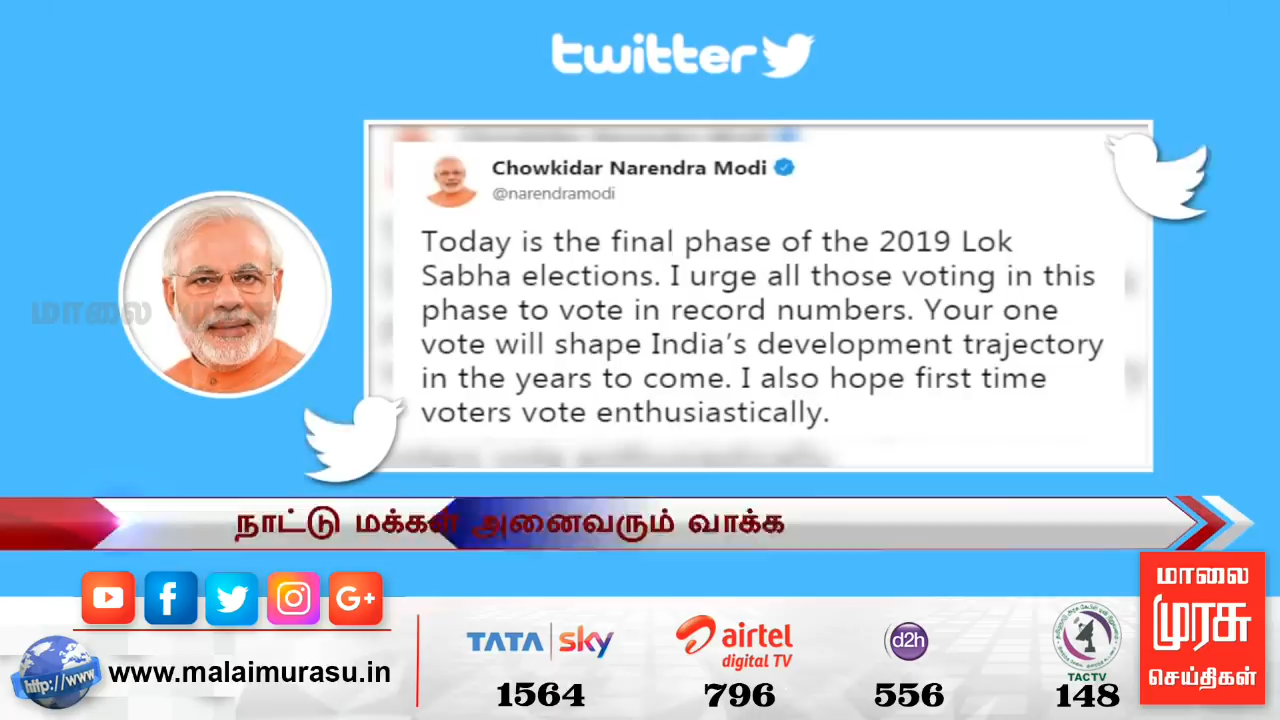 twitter
Chowkidar Narendra Modi
@narendramodi
Today is the final phase of the 2019 Lok
Sabha elections. I urge all those voting in this
phase to vote in record numbers. Your one
vote will shape India's development trajectory
in the years to come. I also hope first time
voters vote enthusiastically.
மாலை
நாட்டு மக்கள் அனைவரும் வாக்க
http://www
www.malaimurasu.in
G+
TATA sky
1564
airtel
digital TV
796
d2h
556
TACTV
148
மாலை
முரசு
செய்திகள்